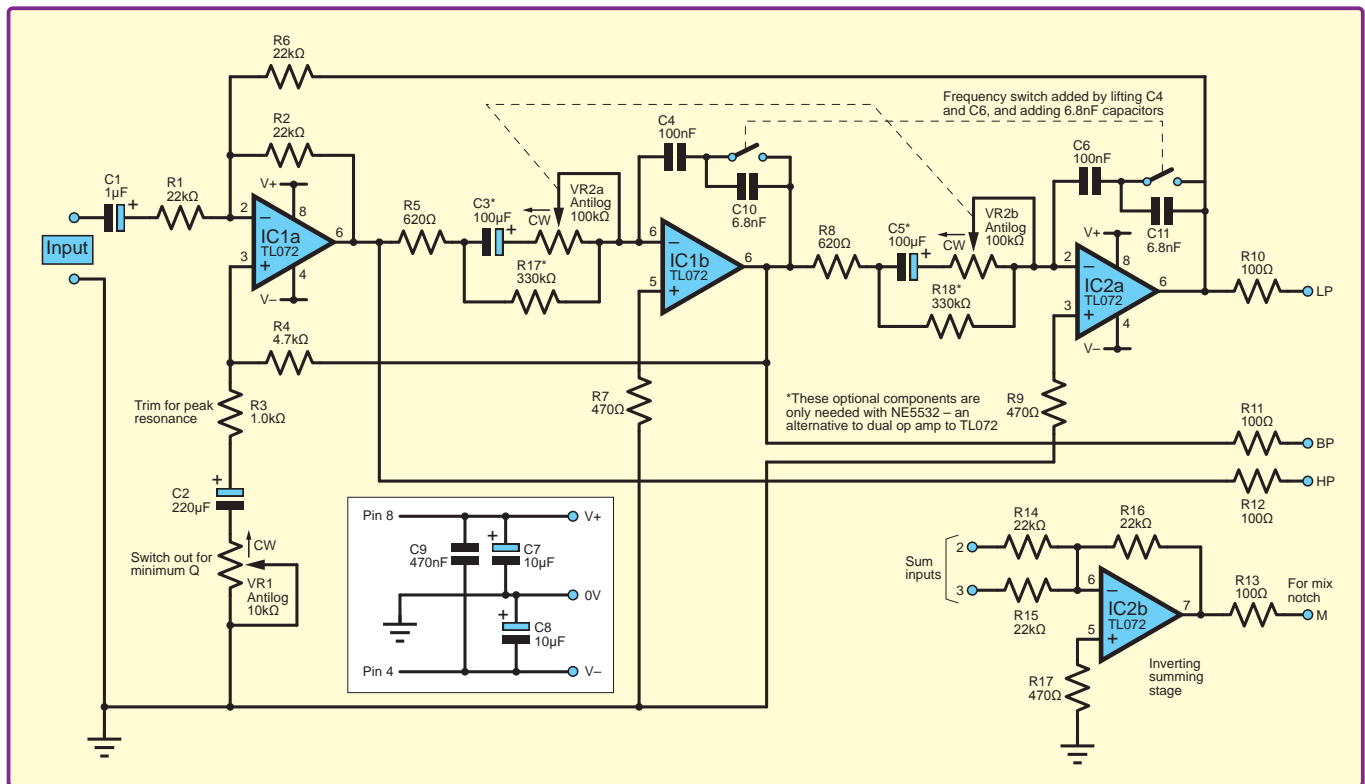 R6
22kΩ
R2
22kΩ
C1
1µF
+
R1
22kΩ
Input
V+
8
2
−
IC1a
TL072
6
3
+
4
V–
R5
620Ω
C3*
100µF
+
CW
VR2a
Antilog
100kΩ
R17*
330kΩ
C4
100nF
Frequency switch added by lifting C4
and C6, and adding 6.8nF capacitors
C10
6.8nF
6
−
IC1b
TL072
6
5
+
R8
620Ω
C5*
100µF
+
CW
VR2b
Antilog
100kΩ
R18*
330kΩ
C6
100nF
C11
6.8nF
V+
8
2
−
IC2a
TL072
6
3
+
4
V–
R10
100Ω
LP
R4
4.7kΩ
Trim for peak
resonance
R3
1.0kΩ
R7
470Ω
*These optional components are
only needed with NE5532 – an
alternative to dual op amp to TL072
R9
470Ω
R11
100Ω
BP
HP
R12
100Ω
+
C2
220µF
Switch out for
minimum Q
CW
VR1
Antilog
10kΩ
Pin 8
V+
C9
470nF
+
C7
10µF
0V
+
C8
10µF
Pin 4
V–
Sum
inputs
2
3
R14
22kΩ
R15
22kΩ
R16
22kΩ
6
−
IC2b
TL072
7
5
+
R13
100Ω
For mix
notch
M
R17
470Ω
Inverting
summing
stage